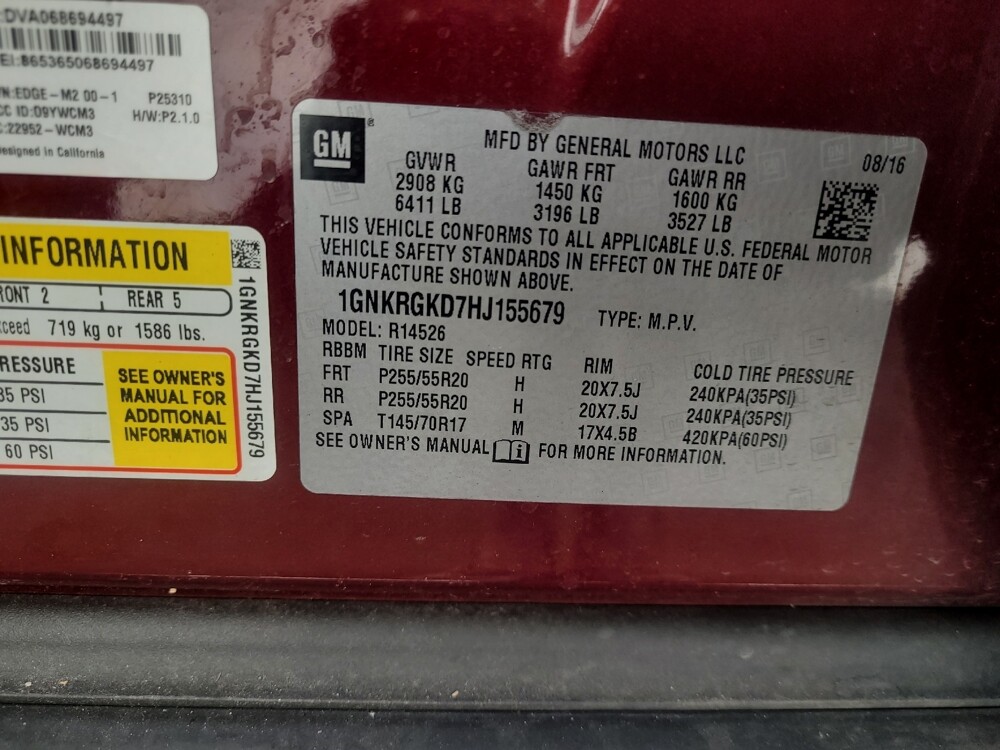 :DVA068694497
EI:865365068694497
N:EDGE-M2 00-1 P25310
CC ID:D9YWCM3 H/W:P2.1.0
:22952-WCM3
esigned in California
INFORMATION
RONT 2 REAR 5
xceed 719 kg or 1586 lbs.
RESSURE
35 PSI
35 PSI
60 PSI
SEE OWNER'S
MANUAL FOR
ADDITIONAL
INFORMATION
1GNKRGKD7HJ155679
GM
MFD BY GENERAL MOTORS LLC
08/16
GVWR GAWR FRT GAWR RR
2908 KG 1450 KG 1600 KG
6411 LB 3196 LB 3527 LB
THIS VEHICLE CONFORMS TO ALL APPLICABLE U.S. FEDERAL MOTOR
VEHICLE SAFETY STANDARDS IN EFFECT ON THE DATE OF
MANUFACTURE SHOWN ABOVE.
1GNKRGKD7HJ155679 TYPE: M.P.V.
MODEL: R14526
RBBM TIRE SIZE SPEED RTG RIM COLD TIRE PRESSURE
FRT P255/55R20 H 20X7.5J 240KPA(35PSI)
RR P255/55R20 H 20X7.5J 240KPA(35PSI)
SPA T145/70R17 M 17X4.5B 420KPA(60PSI)
SEE OWNER'S MANUAL i FOR MORE INFORMATION.